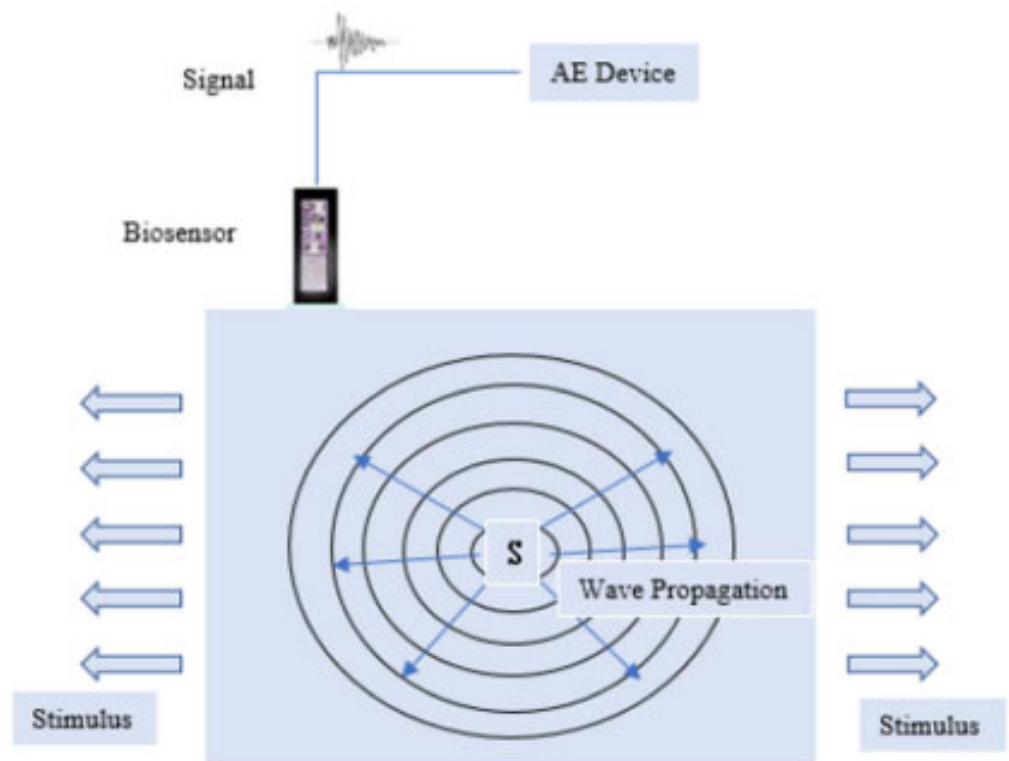 Signal
AE Device
Biosensor
S
Wave Propagation
Stimulus
Stimulus